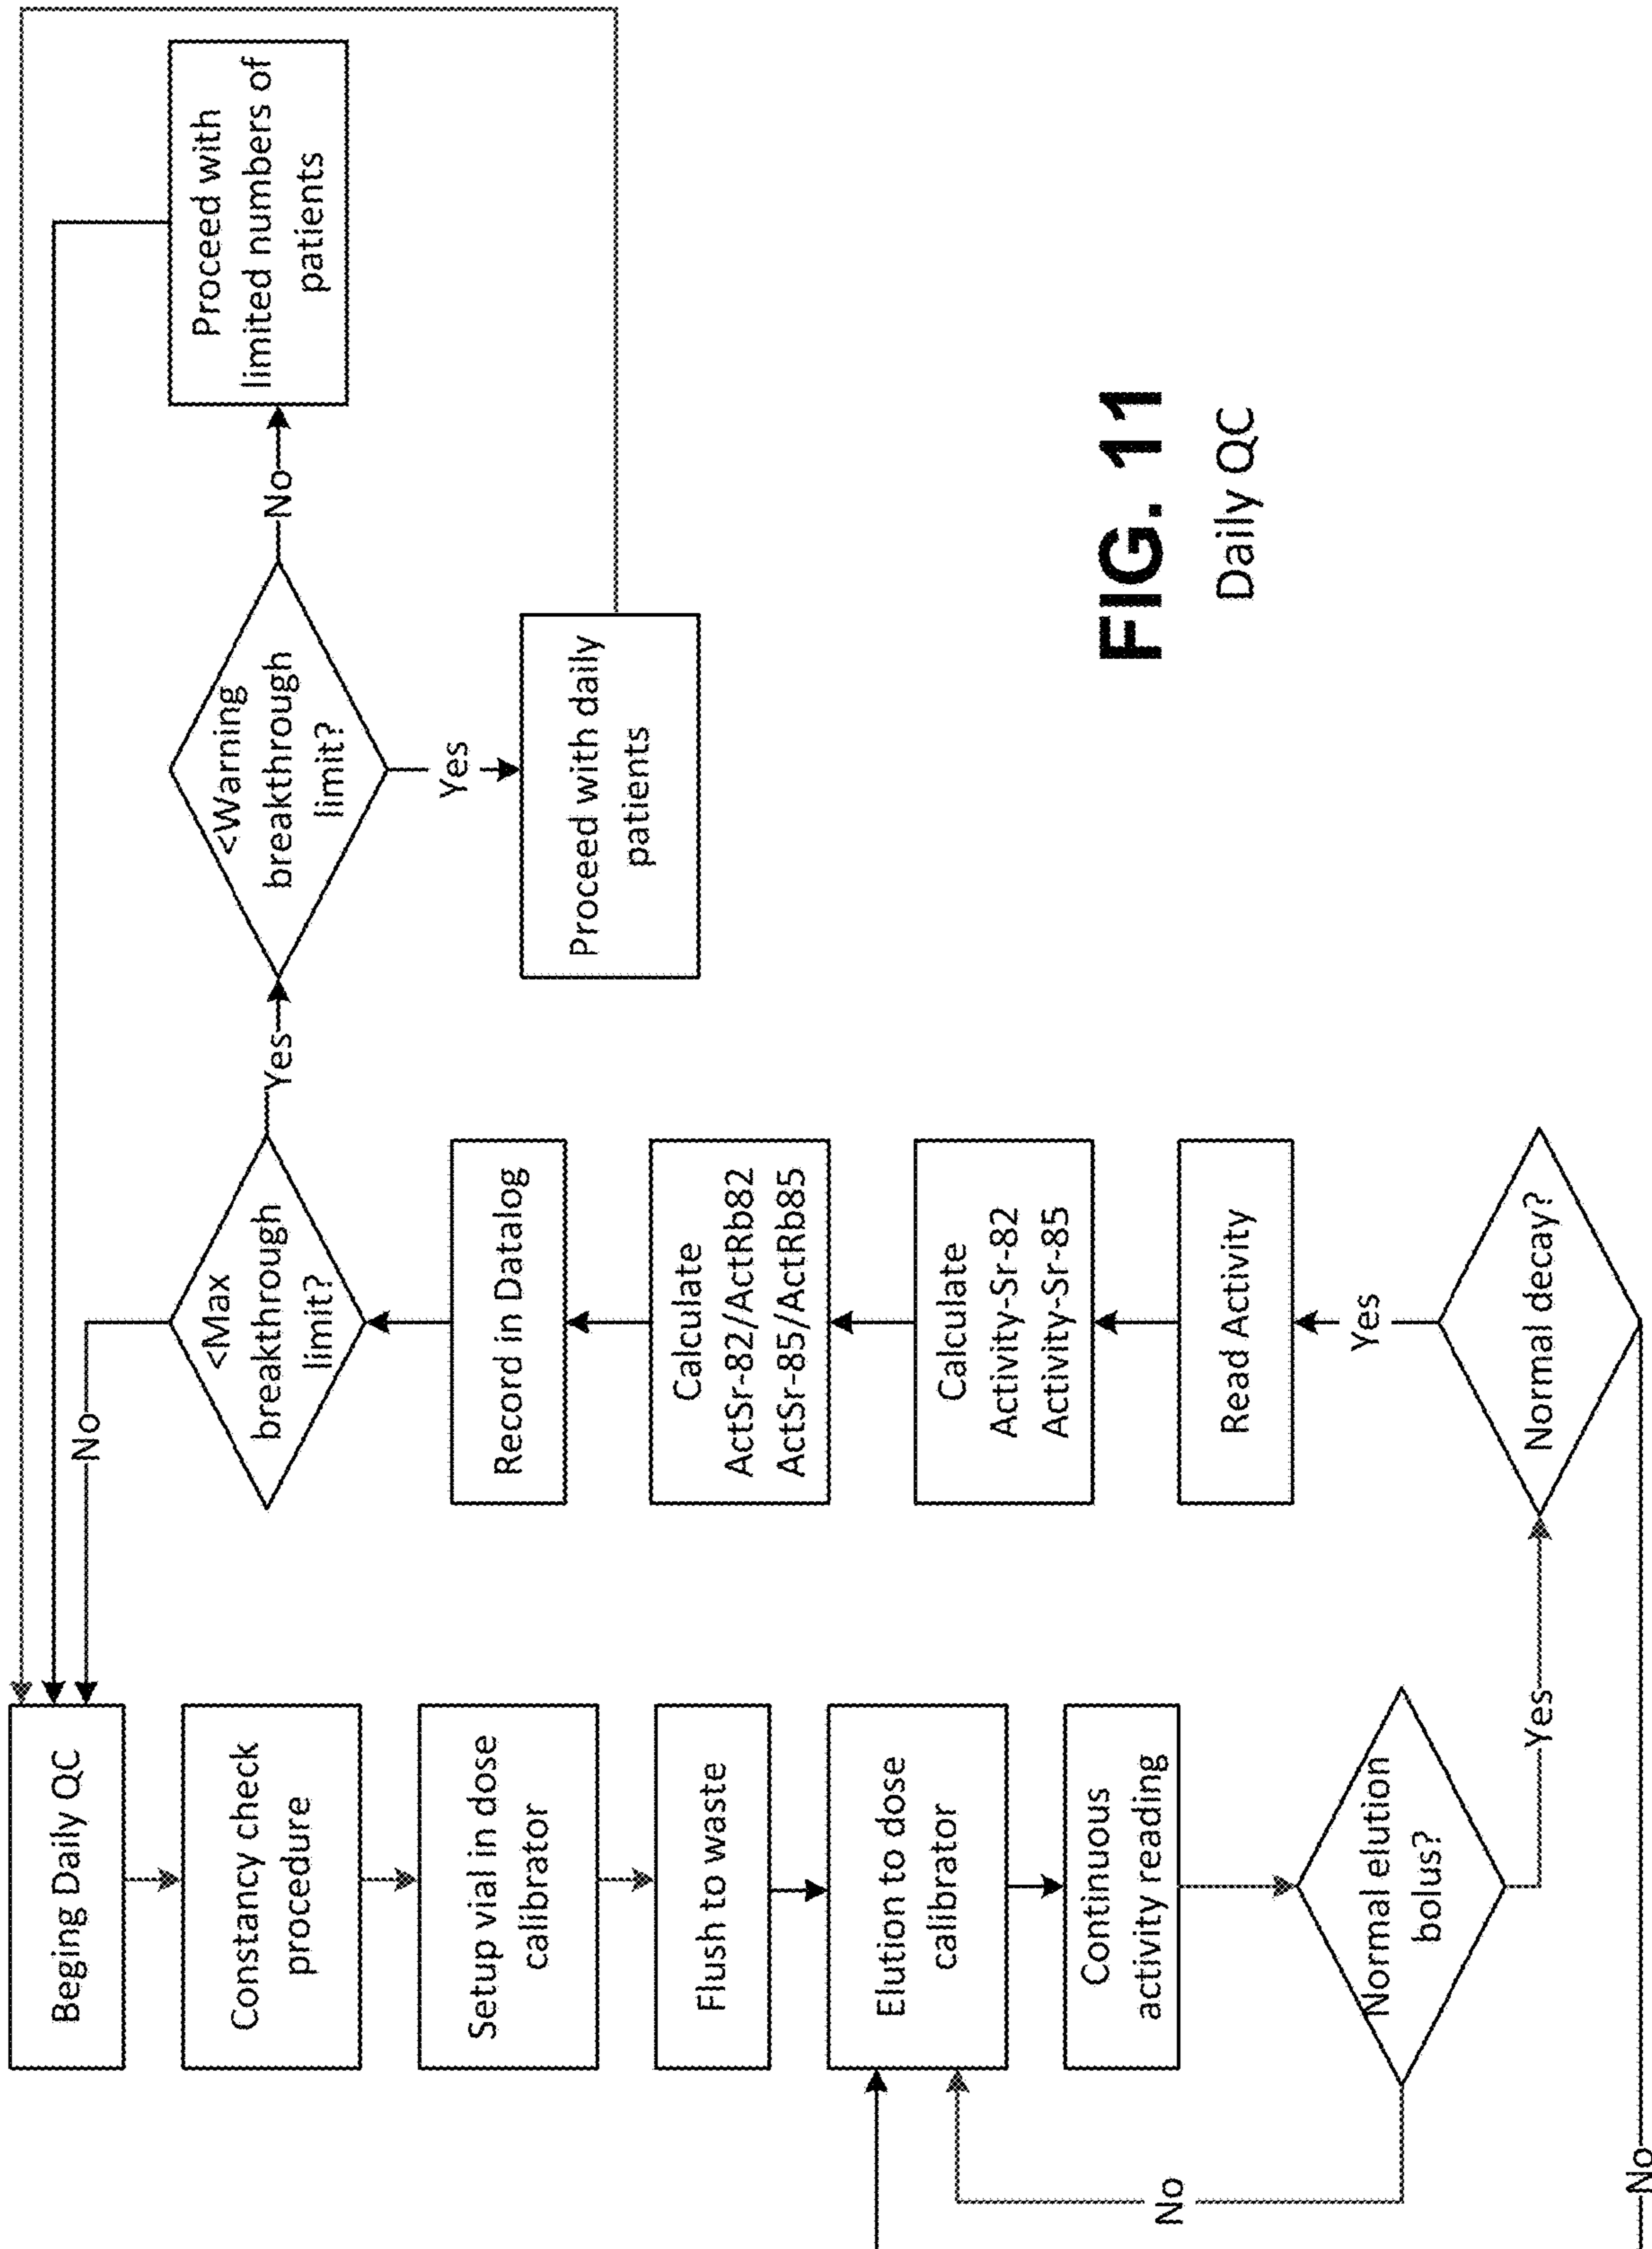 Beging Daily QC
Constancy check
procedure
Setup vial in dose
calibrator
Flush to waste
Elution to dose
calibrator
Continuous
activity reading
Normal elution
bolus?
No
Yes
No
Normal decay?
Yes
Read Activity
Calculate
Activity-Sr-82
Activity-Sr-85
Calculate
ActSr-82/ActRb82
ActSr-85/ActRb85
Record in Datalog
<Max
breakthrough
limit?
No
Yes
<Warning
breakthrough
limit?
No
Yes
Proceed with daily
patients
Proceed with
limited numbers of
patients
FIG. 11
Daily QC